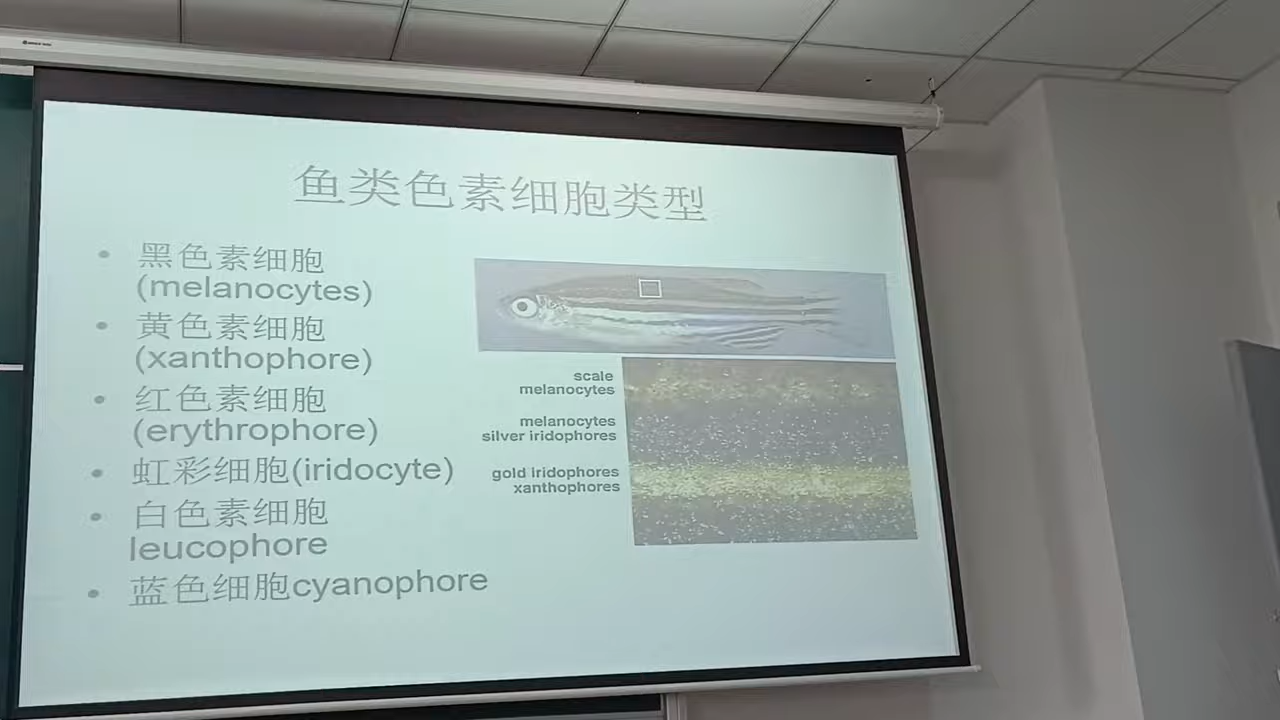 鱼类色素细胞类型
• 黑色素细胞
(melanocytes)
• 黄色素细胞
(xanthophore)
• 红色素细胞
(erythrophore)
• 虹彩细胞(iridocyte)
• 白色素细胞
leucophore
• 蓝色细胞cyanophore
scale
melanocytes
melanocytes
silver iridophores
gold iridophores
xanthophores